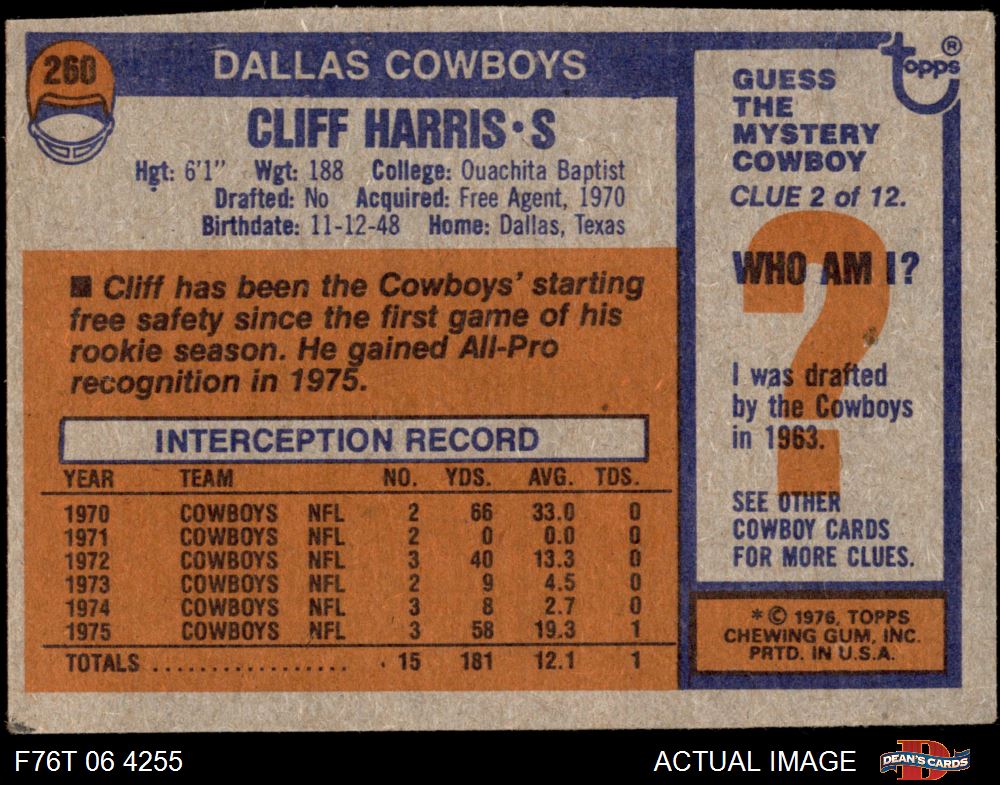 260
DALLAS COWBOYS
CLIFF HARRIS•S
Hgt: 6'1" Wgt: 188 College: Ouachita Baptist
Drafted: No Acquired: Free Agent, 1970
Birthdate: 11-12-48 Home: Dallas, Texas
■ Cliff has been the Cowboys' starting
free safety since the first game of his
rookie season. He gained All-Pro
recognition in 1975.
INTERCEPTION RECORD
YEAR TEAM NO. YDS. AVG. TDS.
1970 COWBOYS NFL 2 66 33.0 0
1971 COWBOYS NFL 2 0 0.0 0
1972 COWBOYS NFL 3 40 13.3 0
1973 COWBOYS NFL 2 9 4.5 0
1974 COWBOYS NFL 3 8 2.7 0
1975 COWBOYS NFL 3 58 19.3 1
TOTALS .................. 15 181 12.1 1
topps ®
GUESS
THE
MYSTERY
COWBOY
CLUE 2 of 12.
?
WHO AM I?
I was drafted
by the Cowboys
in 1963.
SEE OTHER
COWBOY CARDS
FOR MORE CLUES.
* © 1976, TOPPS
CHEWING GUM, INC.
PRTD. IN U.S.A.
F76T 06 4255
ACTUAL IMAGE
D
DEAN'S CARDS